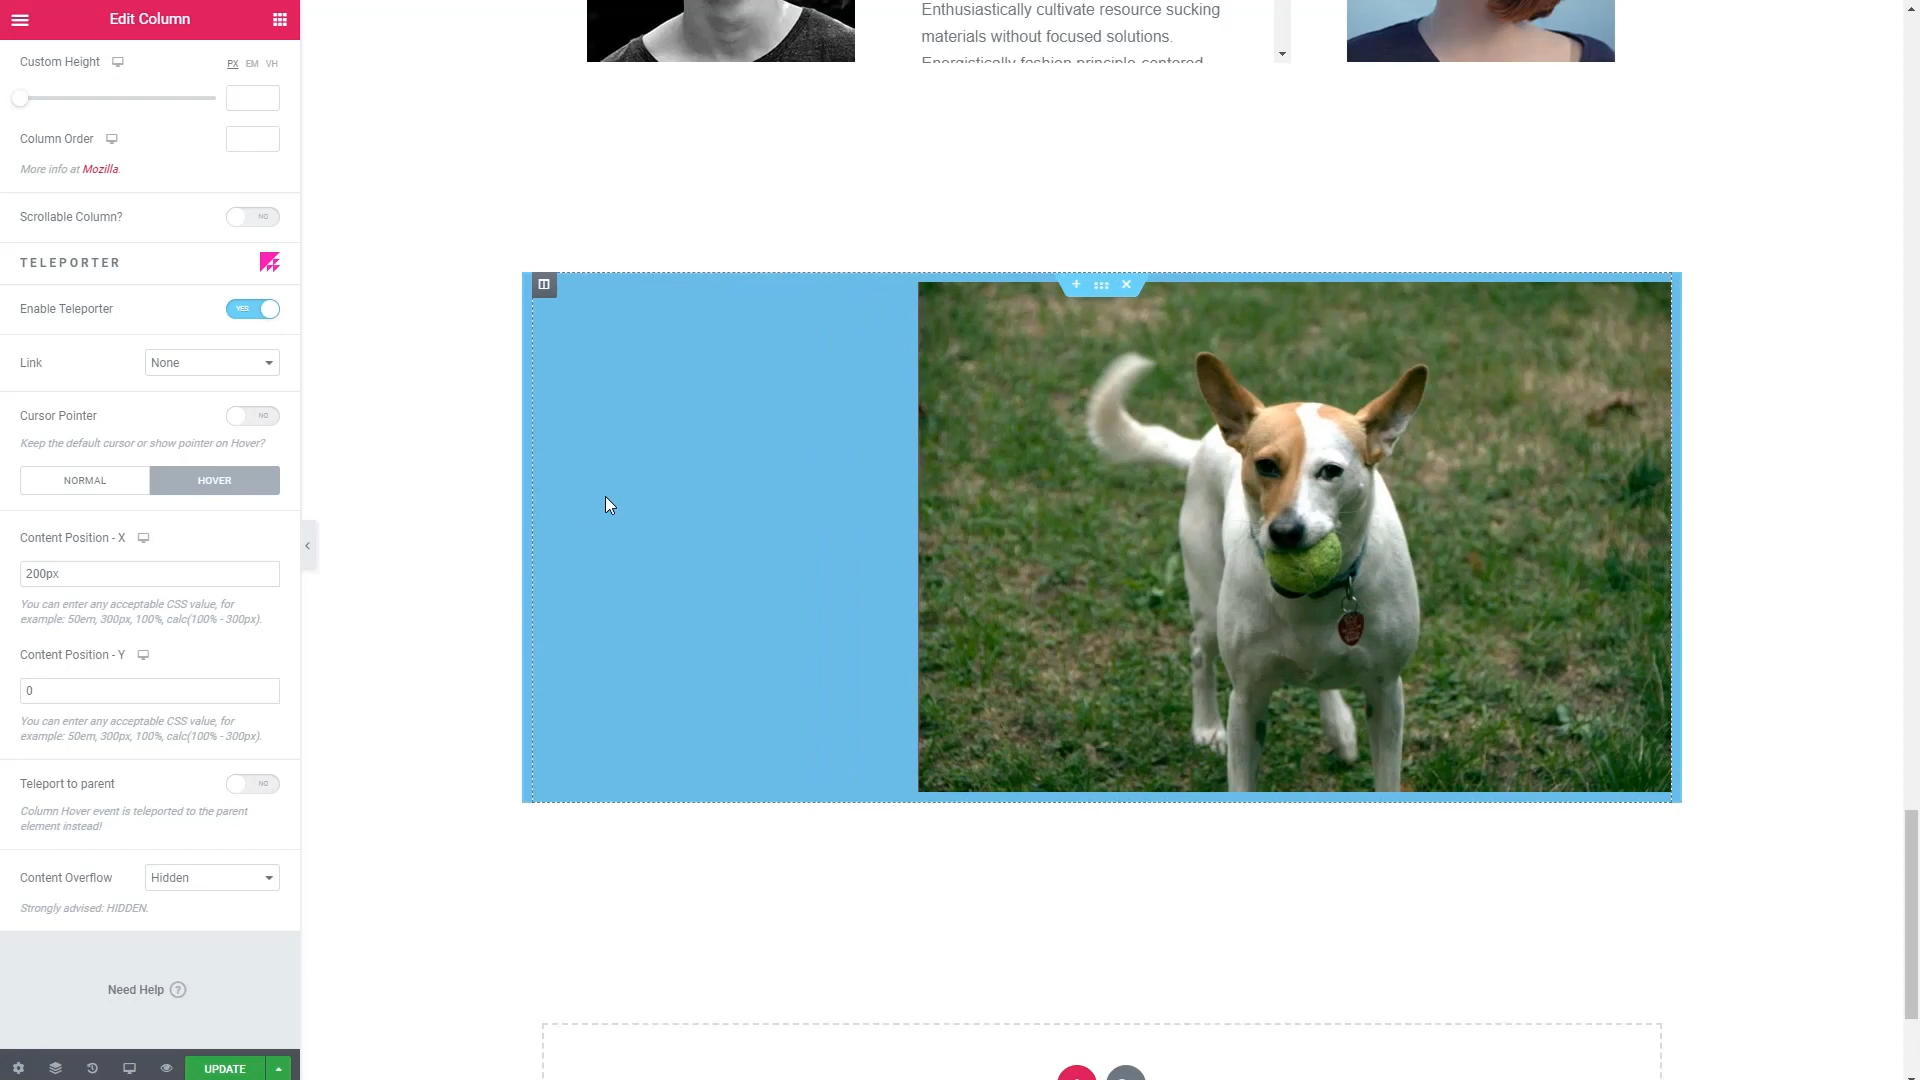 Edit Column
Custom Height
PX EM VH
Column Order
More info at Mozilla.
Scrollable Column?
NO
TELEPORTER
Enable Teleporter
YES
Link
None
Cursor Pointer
NO
Keep the default cursor or show pointer on Hover?
NORMAL
HOVER
Content Position - X
200px
You can enter any acceptable CSS value, for
example: 50em, 300px, 100%, calc(100% - 300px).
Content Position - Y
0
You can enter any acceptable CSS value, for
example: 50em, 300px, 100%, calc(100% - 300px).
Teleport to parent
NO
Column Hover event is teleported to the parent
element instead!
Content Overflow
Hidden
Strongly advised: HIDDEN.
Need Help
?
UPDATE
Enthusiastically cultivate resource sucking
materials without focused solutions.
Energistically fashion principle-centered